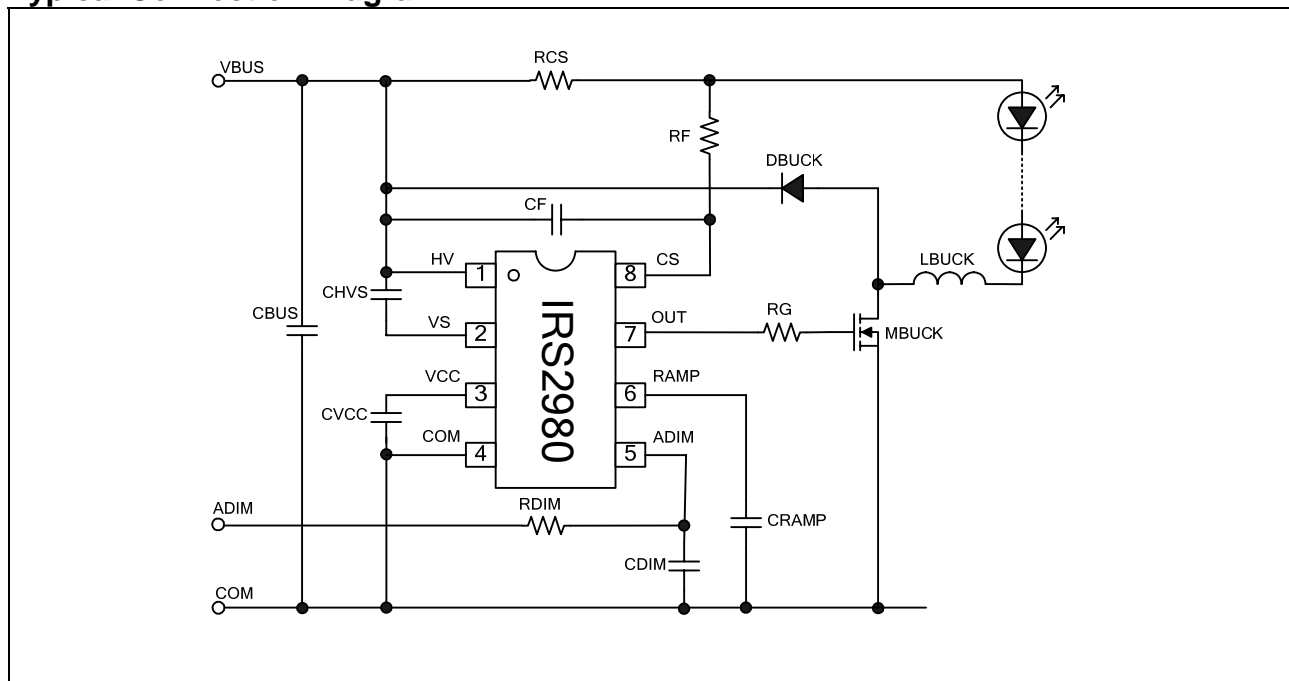 VBUS
RCS
RF
DBUCK
CF
HV
1
8
CS
LBUCK
CHVS
CBUS
VS
2
7
OUT
RG
MBUCK
IRS2980
VCC
3
6
RAMP
CVCC
COM
4
5
ADIM
ADIM
RDIM
CRAMP
CDIM
COM